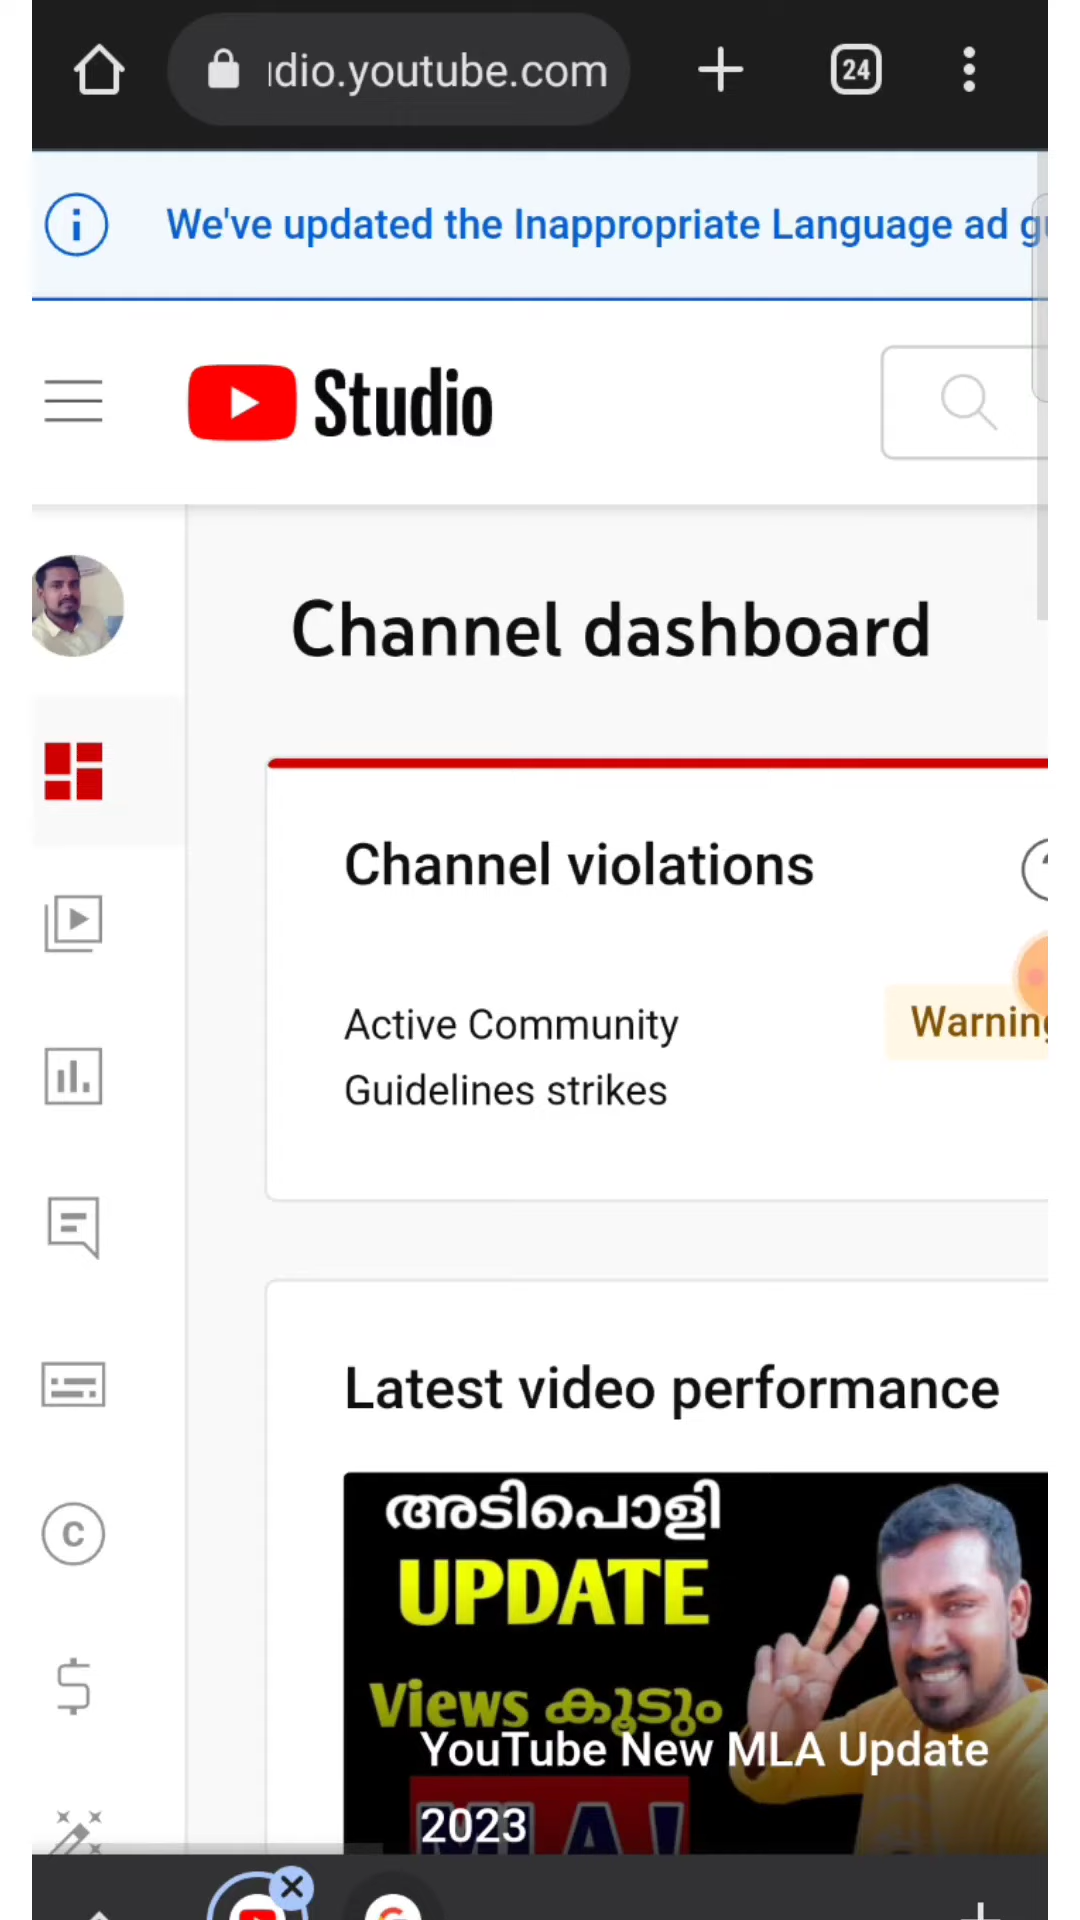 dio.youtube.com
24
We've updated the Inappropriate Language ad
Studio
Channel dashboard
Channel violations
Active Community
Guidelines strikes
Warning
Latest video performance
അടിപൊളി
UPDATE
Views കൂടും
YouTube New MLA Update
2023